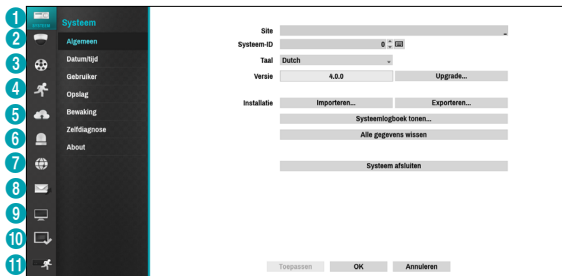 1
SYSTEEM
2
3
4
5
6
7
8
9
10
11
Systeem
Algemeen
Datum/tijd
Gebruiker
Opslag
Bewaking
Zelfdiagnose
About
Site
Systeem-ID 0
Taal Dutch
Versie 4.0.0 Upgrade...
Installatie Importeren... Exporteren...
Systeemlogboek tonen...
Alle gegevens wissen
Systeem afsluiten
Toepassen OK Annuleren